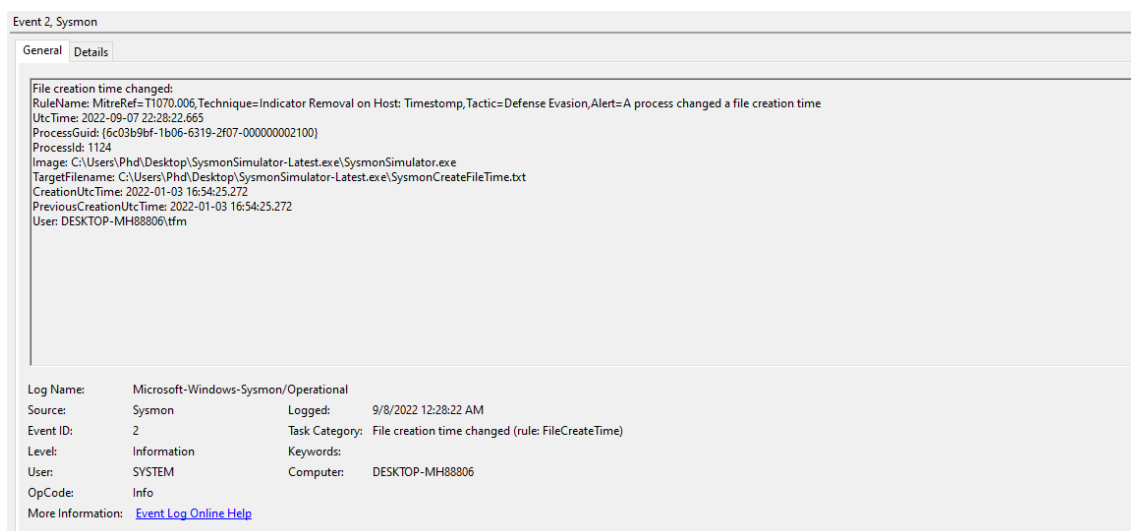 Event 2, Sysmon
General Details
File creation time changed:
RuleName: MitreRef=T1070.006,Technique=Indicator Removal on Host: Timestomp,Tactic=Defense Evasion,Alert=A process changed a file creation time
UtcTime: 2022-09-07 22:28:22.665
ProcessGuid: {6c03b9bf-1b06-6319-2f07-000000002100}
ProcessId: 1124
Image: C:\Users\Phd\Desktop\SysmonSimulator-Latest.exe\SysmonSimulator.exe
TargetFilename: C:\Users\Phd\Desktop\SysmonSimulator-Latest.exe\SysmonCreateFileTime.txt
CreationUtcTime: 2022-01-03 16:54:25.272
PreviousCreationUtcTime: 2022-01-03 16:54:25.272
User: DESKTOP-MH88806\tfm
Log Name: Microsoft-Windows-Sysmon/Operational
Source: Sysmon Logged: 9/8/2022 12:28:22 AM
Event ID: 2 Task Category: File creation time changed (rule: FileCreateTime)
Level: Information Keywords:
User: SYSTEM Computer: DESKTOP-MH88806
OpCode: Info
More Information: Event Log Online Help